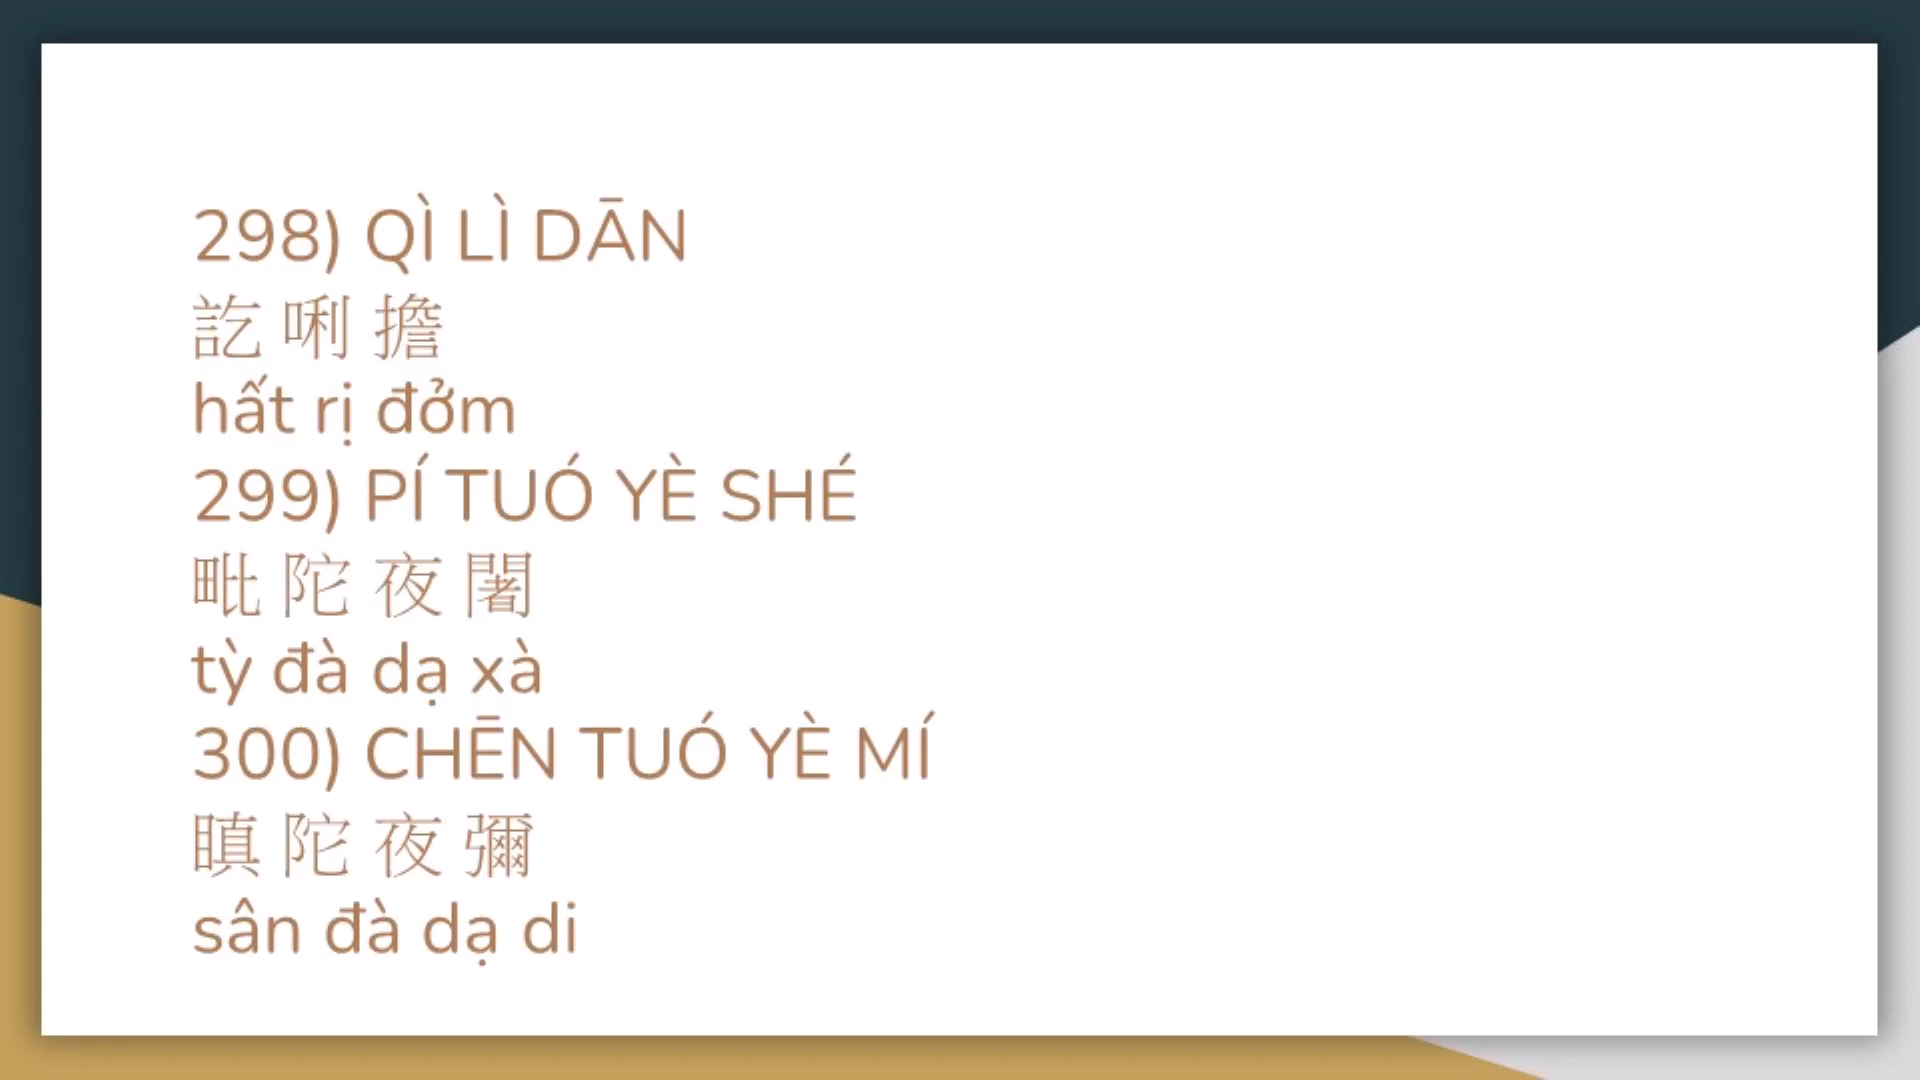 298) QÌ LÌ DĀN
訖 唎 擔
hất rị đởm
299) PÍ TUÓ YÈ SHÉ
毗 陀 夜 闍
tỳ đà dạ xà
300) CHĒN TUÓ YÈ MÍ
瞋 陀 夜 彌
sân đà dạ di